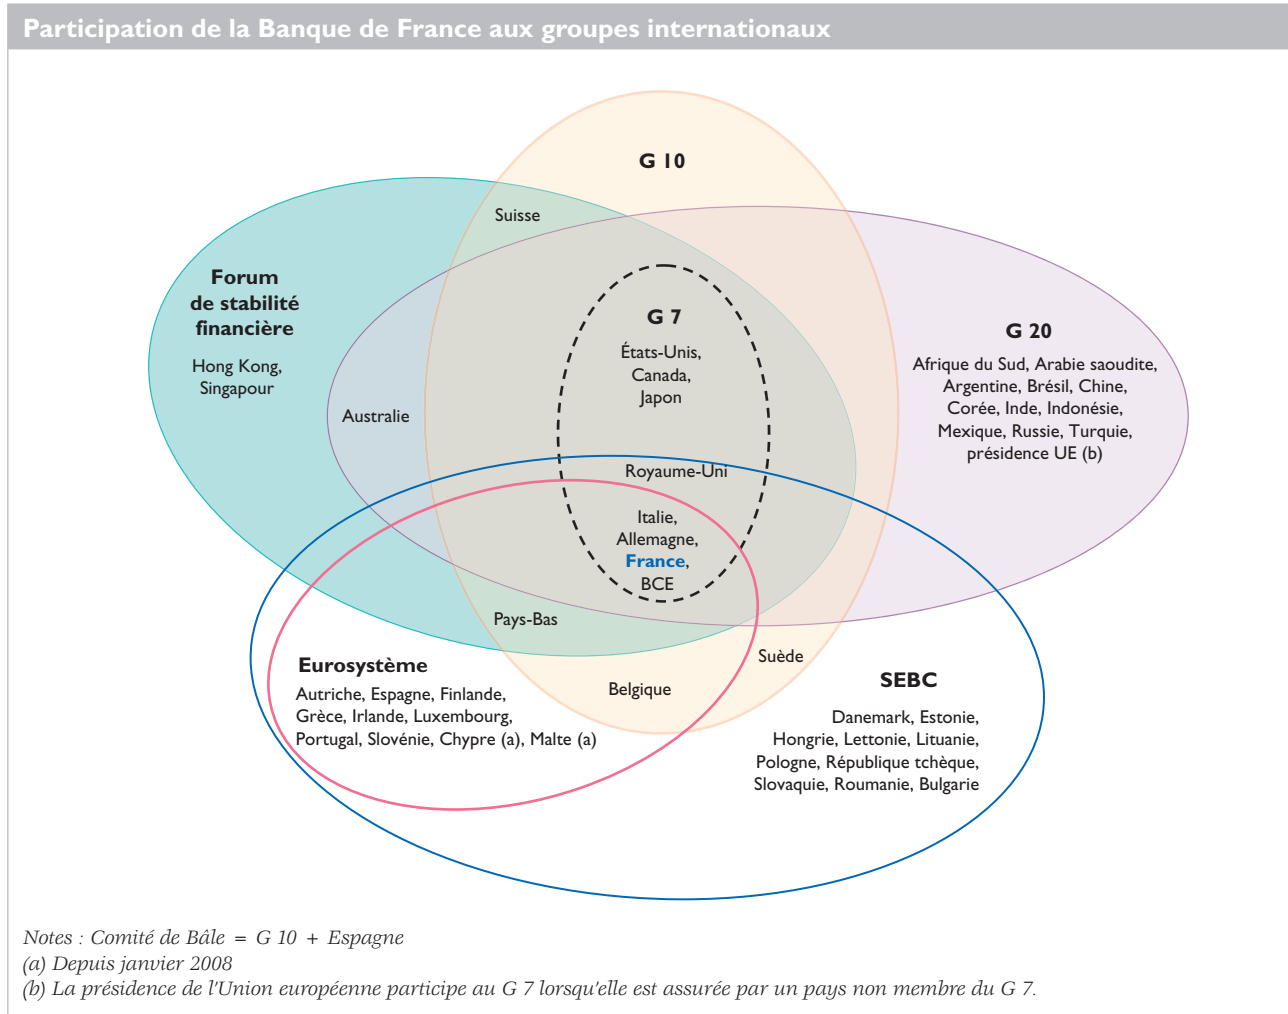 Participation de la Banque de France aux groupes internationaux
G 10
Suisse
Forum
de stabilité
financière
Hong Kong,
Singapour
Australie
G 7
États-Unis,
Canada,
Japon
Royaume-Uni
Italie,
Allemagne,
France,
BCE
G 20
Afrique du Sud, Arabie saoudite,
Argentine, Brésil, Chine,
Corée, Inde, Indonésie,
Mexique, Russie, Turquie,
présidence UE (b)
Pays-Bas
Suède
Belgique
Eurosystème
Autriche, Espagne, Finlande,
Grèce, Irlande, Luxembourg,
Portugal, Slovénie, Chypre (a), Malte (a)
SEBC
Danemark, Estonie,
Hongrie, Lettonie, Lituanie,
Pologne, République tchèque,
Slovaquie, Roumanie, Bulgarie
Notes : Comité de Bâle = G 10 + Espagne
(a) Depuis janvier 2008
(b) La présidence de l'Union européenne participe au G 7 lorsqu'elle est assurée par un pays non membre du G 7.